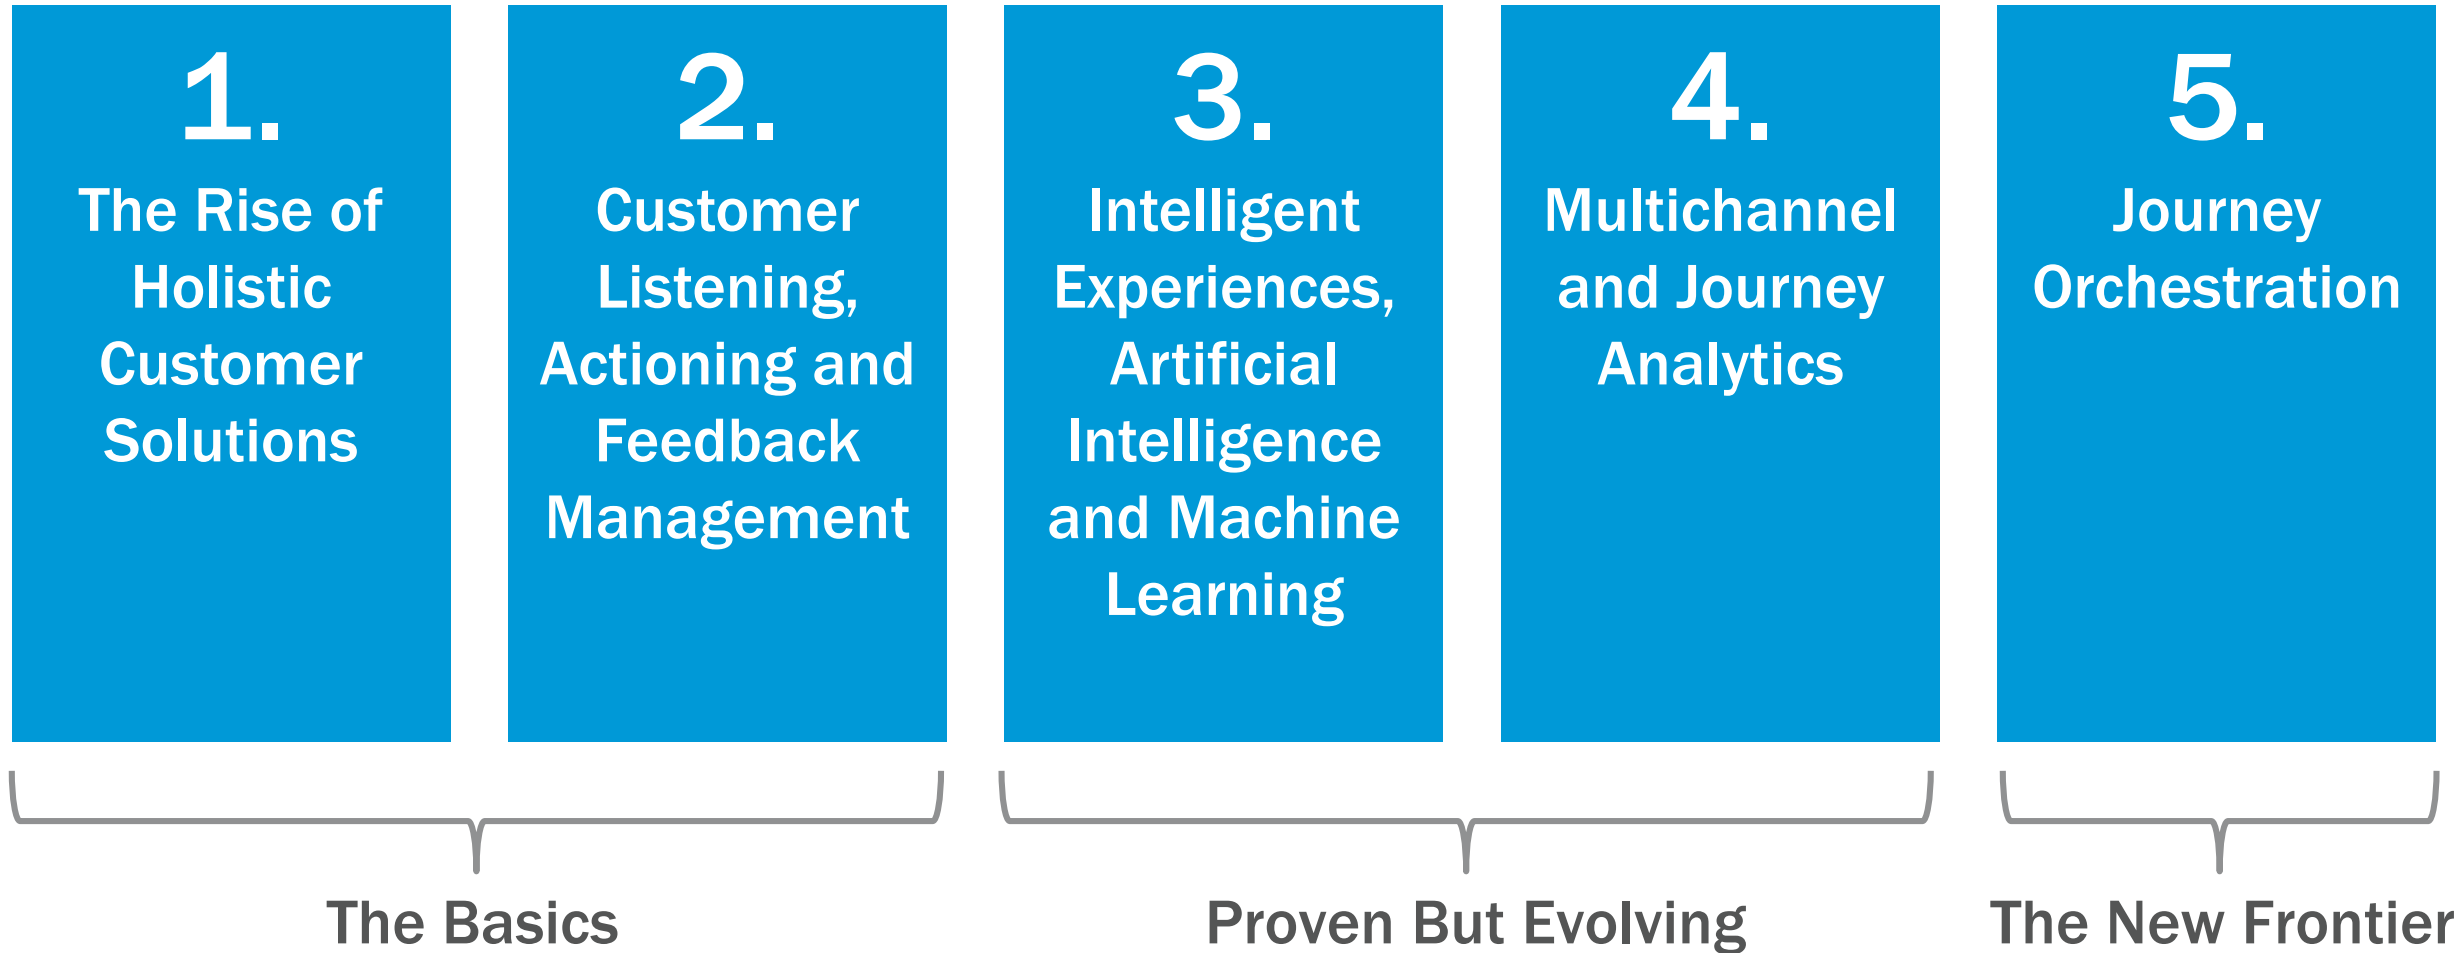 1.
The Rise of
Holistic
Customer
Solutions
2.
Customer
Listening,
Actioning and
Feedback
Management
3.
Intelligent
Experiences,
Artificial
Intelligence
and Machine
Learning
4.
Multichannel
and Journey
Analytics
5.
Journey
Orchestration
The Basics
Proven But Evolving
The New Frontier